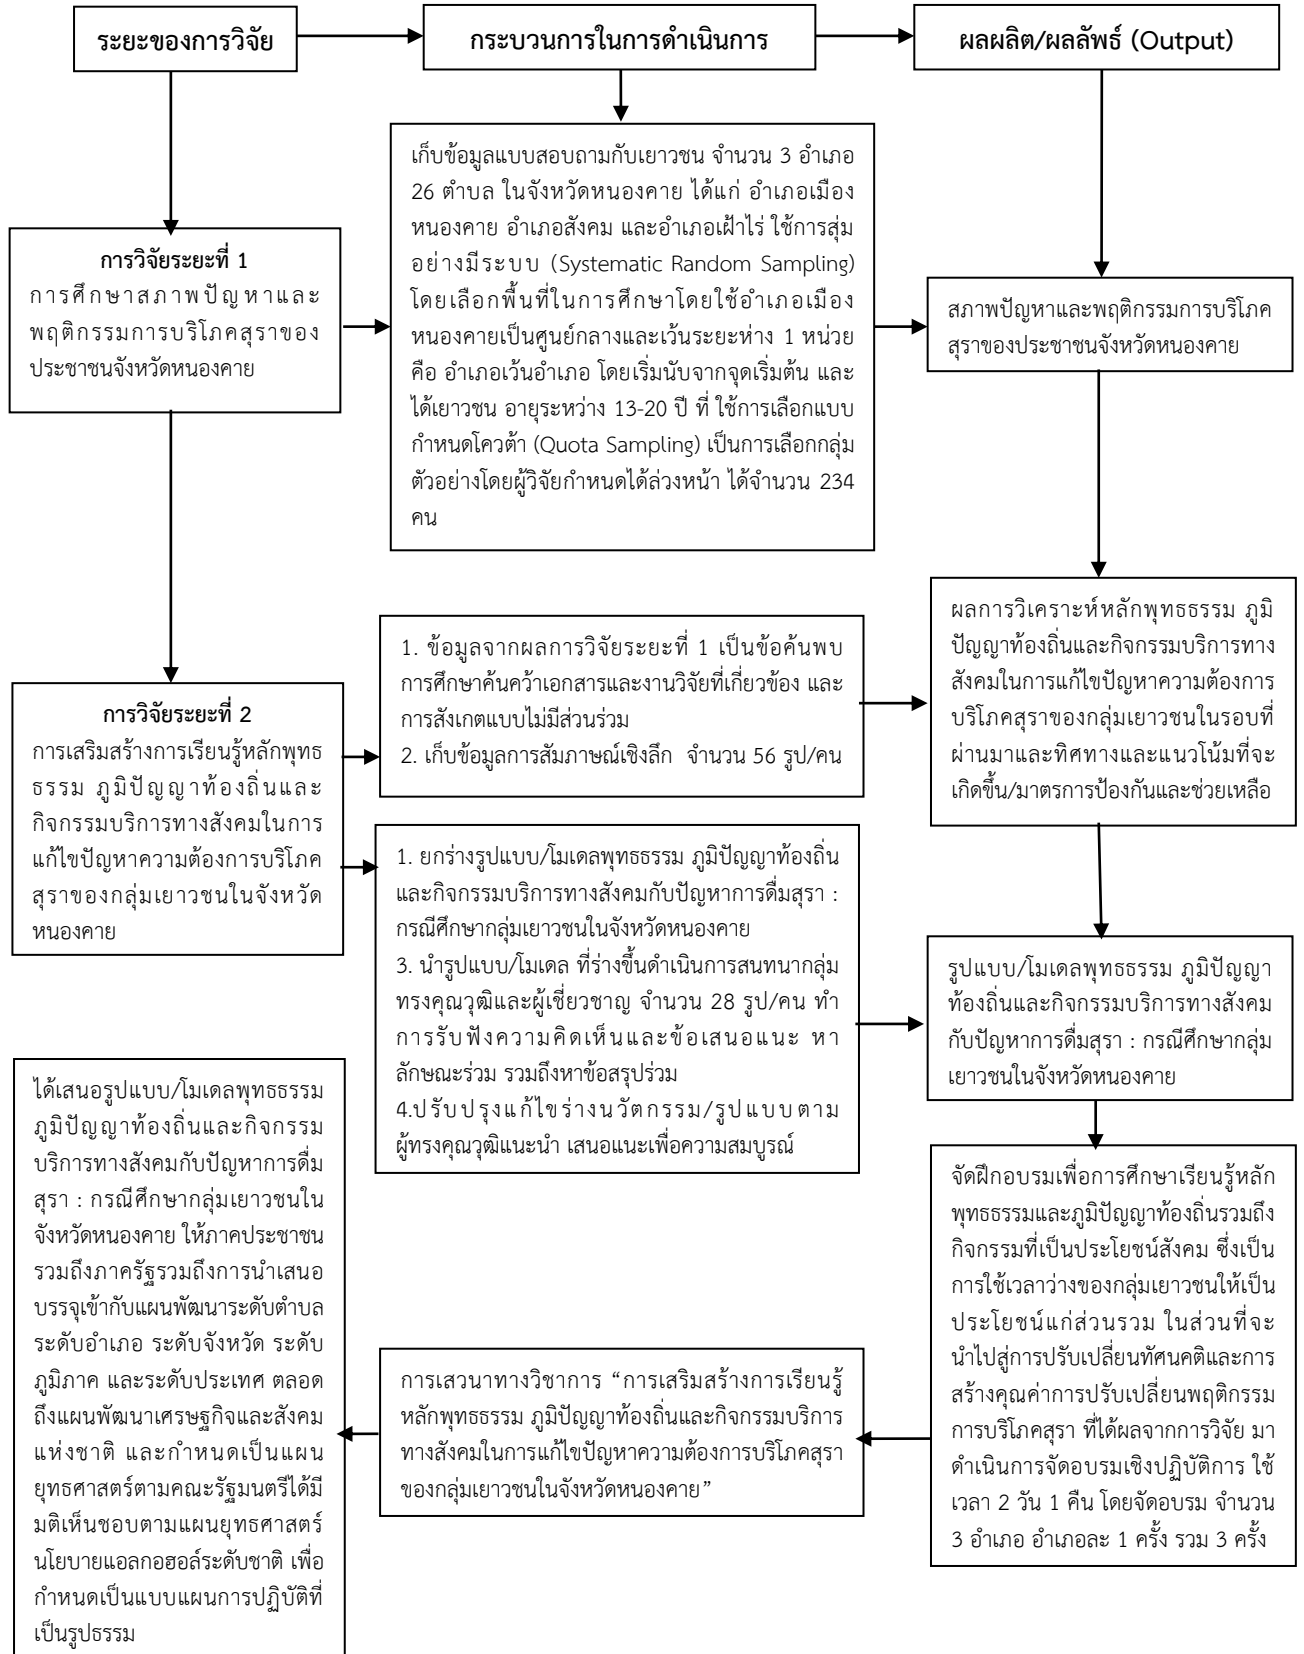 ระยะของการวิจัย
กระบวนการในการดำเนินการ
ผลผลิต/ผลลัพธ์ (Output)
การวิจัยระยะที่ 1
การศึกษาสภาพปัญหาและ
พฤติกรรมการบริโภคสุราของ
ประชาชนจังหวัดหนองคาย
เก็บข้อมูลแบบสอบถามกับเยาวชน จำนวน 3 อำเภอ
26 ตำบล ในจังหวัดหนองคาย ได้แก่ อำเภอเมือง
หนองคาย อำเภอสังคม และอำเภอเฝ้าไร่ ใช้การสุ่ม
อย่างมีระบบ (Systematic Random Sampling)
โดยเลือกพื้นที่ในการศึกษาโดยใช้อำเภอเมือง
หนองคายเป็นศูนย์กลางและเว้นระยะห่าง 1 หน่วย
คือ อำเภอเว้นอำเภอ โดยเริ่มนับจากจุดเริ่มต้น และ
ได้เยาวชน อายุระหว่าง 13-20 ปี ที่ ใช้การเลือกแบบ
กำหนดโควต้า (Quota Sampling) เป็นการเลือกกลุ่ม
ตัวอย่างโดยผู้วิจัยกำหนดได้ล่วงหน้า ได้จำนวน 234
คน
สภาพปัญหาและพฤติกรรมการบริโภค
สุราของประชาชนจังหวัดหนองคาย
การวิจัยระยะที่ 2
การเสริมสร้างการเรียนรู้หลักพุทธ
ธรรม ภูมิปัญญาท้องถิ่นและ
กิจกรรมบริการทางสังคมในการ
แก้ไขปัญหาความต้องการบริโภค
สุราของกลุ่มเยาวชนในจังหวัด
หนองคาย
1. ข้อมูลจากผลการวิจัยระยะที่ 1 เป็นข้อค้นพบ
การศึกษาค้นคว้าเอกสารและงานวิจัยที่เกี่ยวข้อง และ
การสังเกตแบบไม่มีส่วนร่วม
2. เก็บข้อมูลการสัมภาษณ์เชิงลึก จำนวน 56 รูป/คน
ผลการวิเคราะห์หลักพุทธธรรม ภูมิ
ปัญญาท้องถิ่นและกิจกรรมบริการทาง
สังคมในการแก้ไขปัญหาความต้องการ
บริโภคสุราของกลุ่มเยาวชนในรอบที่
ผ่านมาและทิศทางและแนวโน้มที่จะ
เกิดขึ้น/มาตรการป้องกันและช่วยเหลือ
1. ยกร่างรูปแบบ/โมเดลพุทธธรรม ภูมิปัญญาท้องถิ่น
และกิจกรรมบริการทางสังคมกับปัญหาการดื่มสุรา :
กรณีศึกษากลุ่มเยาวชนในจังหวัดหนองคาย
3. นำรูปแบบ/โมเดล ที่ร่างขึ้นดำเนินการสนทนากลุ่ม
ทรงคุณวุฒิและผู้เชี่ยวชาญ จำนวน 28 รูป/คน ทำ
การรับฟังความคิดเห็นและข้อเสนอแนะ หา
ลักษณะร่วม รวมถึงหาข้อสรุปร่วม
4.ปรับปรุงแก้ไขร่างนวัตกรรม/รูปแบบตาม
ผู้ทรงคุณวุฒิแนะนำ เสนอแนะเพื่อความสมบูรณ์
รูปแบบ/โมเดลพุทธธรรม ภูมิปัญญา
ท้องถิ่นและกิจกรรมบริการทางสังคม
กับปัญหาการดื่มสุรา : กรณีศึกษากลุ่ม
เยาวชนในจังหวัดหนองคาย
จัดฝึกอบรมเพื่อการศึกษาเรียนรู้หลัก
พุทธธรรมและภูมิปัญญาท้องถิ่นรวมถึง
กิจกรรมที่เป็นประโยชน์สังคม ซึ่งเป็น
การใช้เวลาว่างของกลุ่มเยาวชนให้เป็น
ประโยชน์แก่ส่วนรวม ในส่วนที่จะ
นำไปสู่การปรับเปลี่ยนทัศนคติและการ
สร้างคุณค่าการปรับเปลี่ยนพฤติกรรม
การบริโภคสุรา ที่ได้ผลจากการวิจัย มา
ดำเนินการจัดอบรมเชิงปฏิบัติการ ใช้
เวลา 2 วัน 1 คืน โดยจัดอบรม จำนวน
3 อำเภอ อำเภอละ 1 ครั้ง รวม 3 ครั้ง
การเสวนาทางวิชาการ “การเสริมสร้างการเรียนรู้
หลักพุทธธรรม ภูมิปัญญาท้องถิ่นและกิจกรรมบริการ
ทางสังคมในการแก้ไขปัญหาความต้องการบริโภคสุรา
ของกลุ่มเยาวชนในจังหวัดหนองคาย”
ได้เสนอรูปแบบ/โมเดลพุทธธรรม
ภูมิปัญญาท้องถิ่นและกิจกรรม
บริการทางสังคมกับปัญหาการดื่ม
สุรา : กรณีศึกษากลุ่มเยาวชนใน
จังหวัดหนองคาย ให้ภาคประชาชน
รวมถึงภาครัฐรวมถึงการนำเสนอ
บรรจุเข้ากับแผนพัฒนาระดับตำบล
ระดับอำเภอ ระดับจังหวัด ระดับ
ภูมิภาค และระดับประเทศ ตลอด
ถึงแผนพัฒนาเศรษฐกิจและสังคม
แห่งชาติ และกำหนดเป็นแผน
ยุทธศาสตร์ตามคณะรัฐมนตรีได้มี
มติเห็นชอบตามแผนยุทธศาสตร์
นโยบายแอลกอฮอล์ระดับชาติ เพื่อ
กำหนดเป็นแบบแผนการปฏิบัติที่
เป็นรูปธรรม